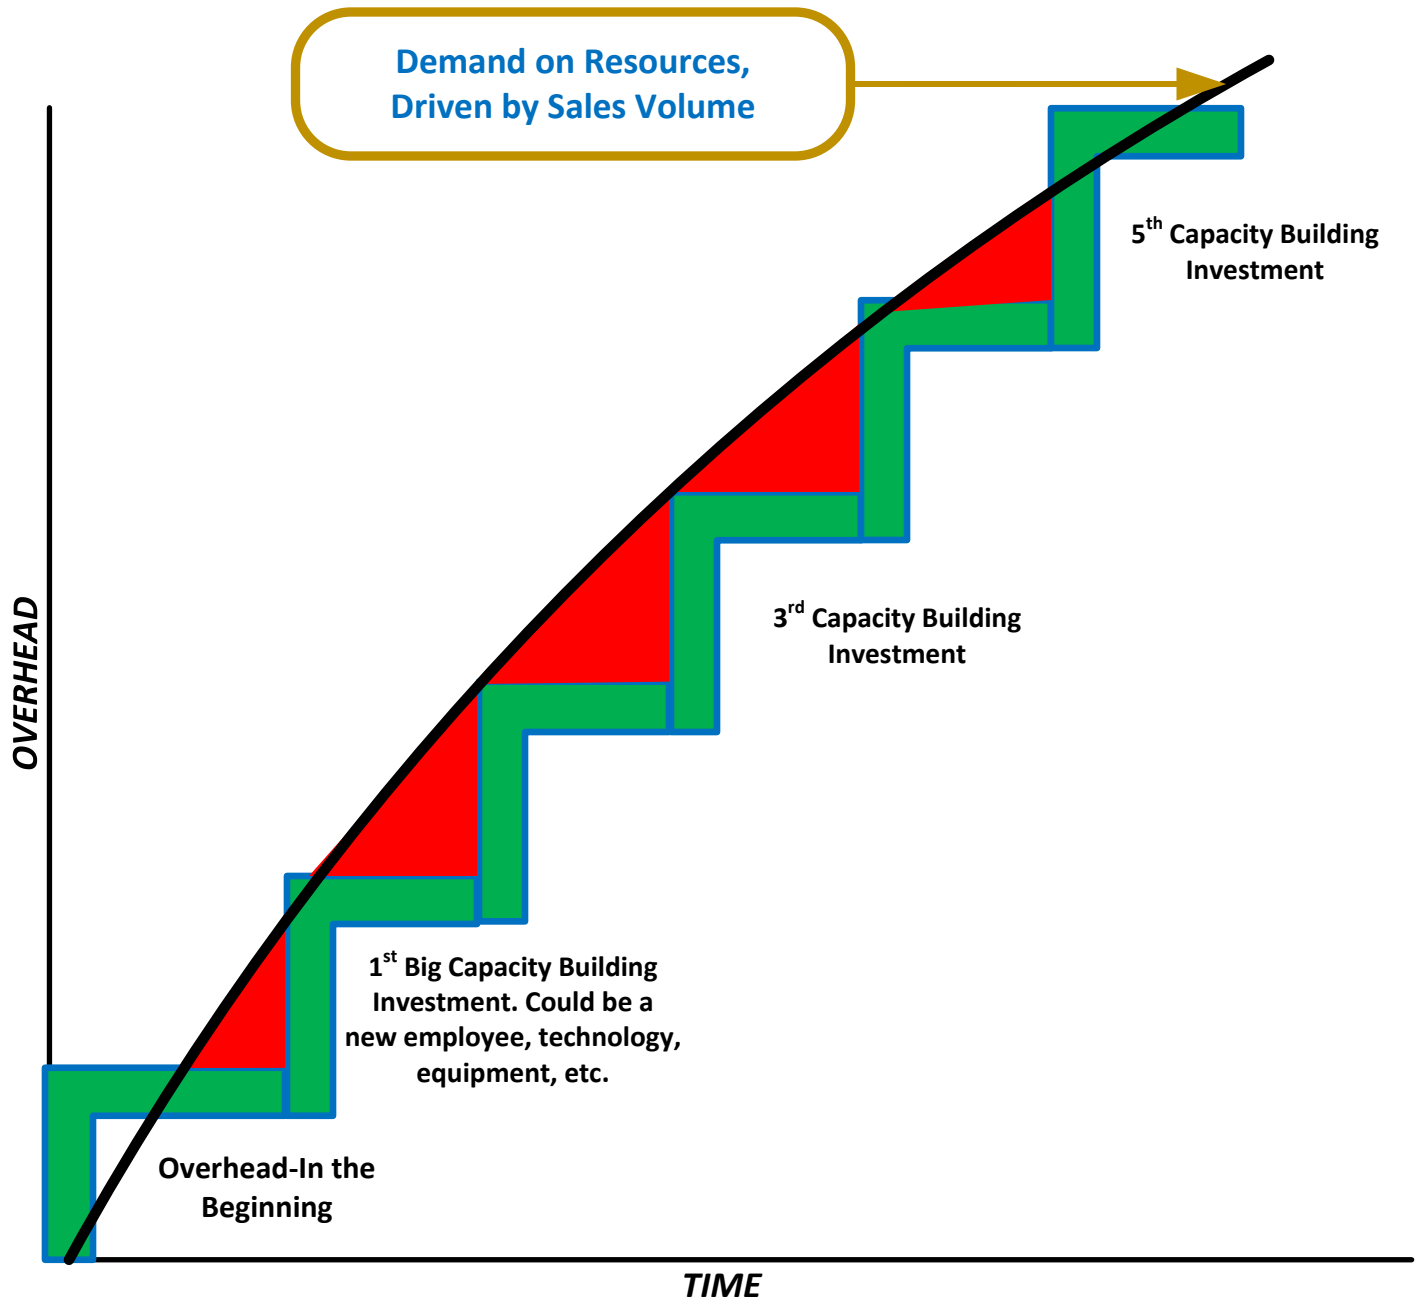 Demand on Resources,
Driven by Sales Volume
5th Capacity Building
Investment
3rd Capacity Building
Investment
OVERHEAD
1st Big Capacity Building
Investment. Could be a
new employee, technology,
equipment, etc.
Overhead-In the
Beginning
TIME